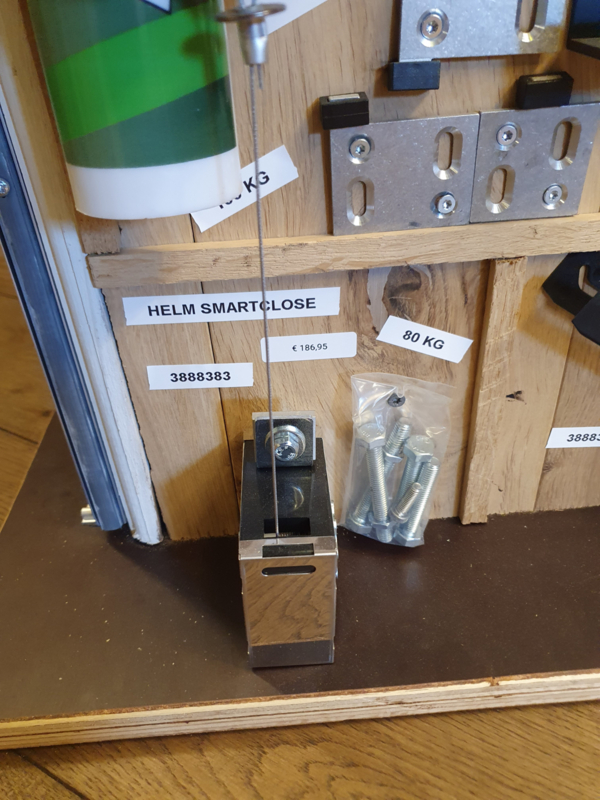 KG
HELM SMARTCLOSE
€ 186,95
80 KG
3888383